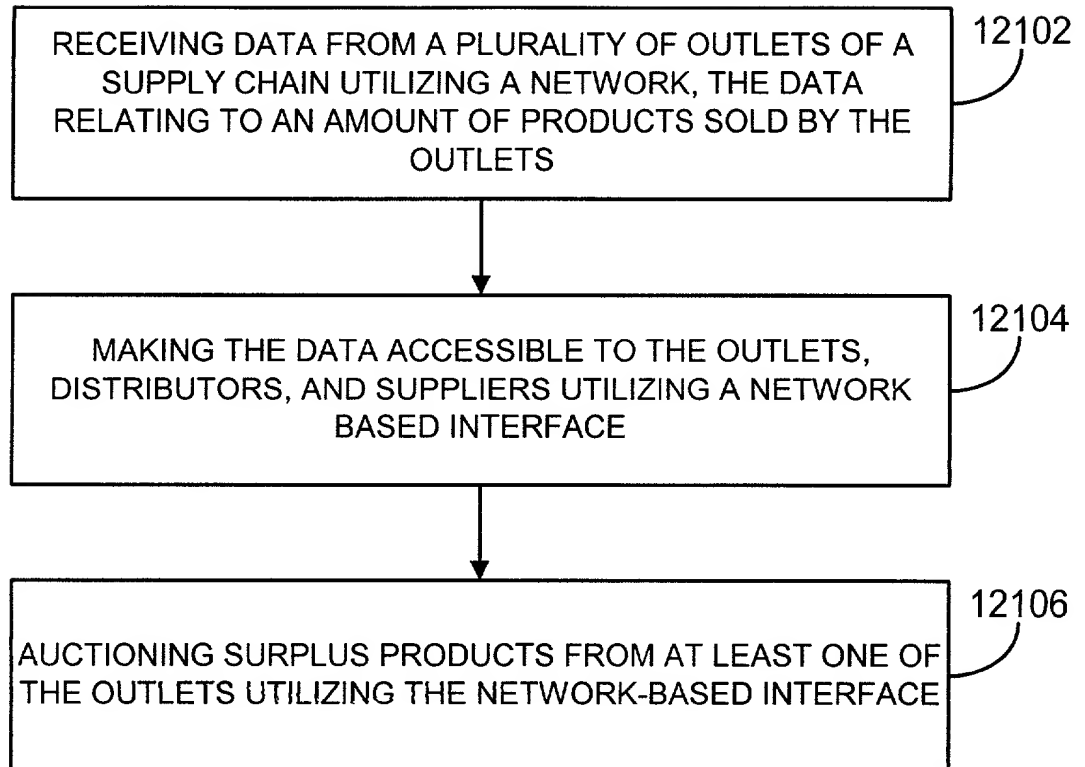 RECEIVING DATA FROM A PLURALITY OF OUTLETS OF A
SUPPLY CHAIN UTILIZING A NETWORK, THE DATA
RELATING TO AN AMOUNT OF PRODUCTS SOLD BY THE
OUTLETS
12102
MAKING THE DATA ACCESSIBLE TO THE OUTLETS,
DISTRIBUTORS, AND SUPPLIERS UTILIZING A NETWORK
BASED INTERFACE
12104
AUCTIONING SURPLUS PRODUCTS FROM AT LEAST ONE OF
THE OUTLETS UTILIZING THE NETWORK-BASED INTERFACE
12106